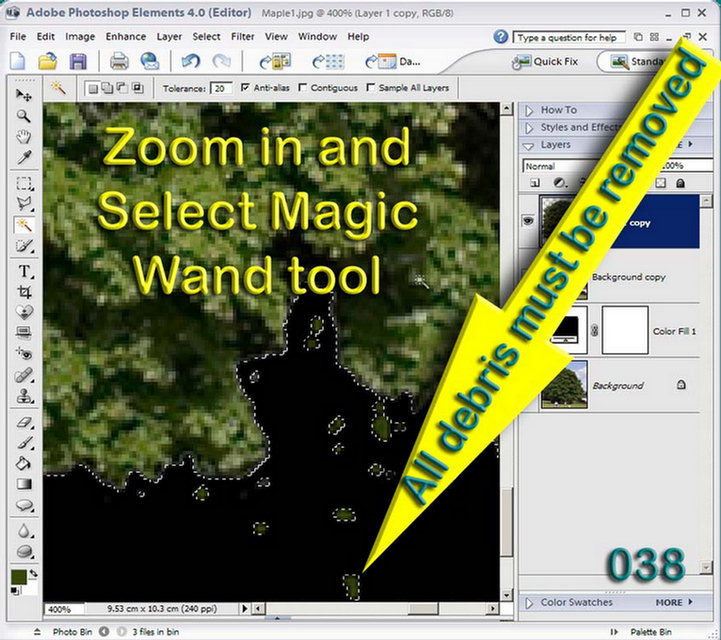 Adobe Photoshop Elements 4.0 (Editor) Maple1.jpg @ 400% (Layer 1 copy, RGB/8)
File Edit Image Enhance Layer Select Filter View Window Help Type a question for help
Da... Quick Fix Standa
Tolerance: 20 Anti-alias Contiguous Sample All Layers
How To
Styles and Effect
Layers
Normal
00%
Zoom in and
Select Magic
Wand tool
All debris must be removed
copy
Background copy
Color Fill 1
Background
038
400% 9.53 cm x 10.3 cm (240 ppi)
Color Swatches MORE
Photo Bin 3 files in bin Palette Bin